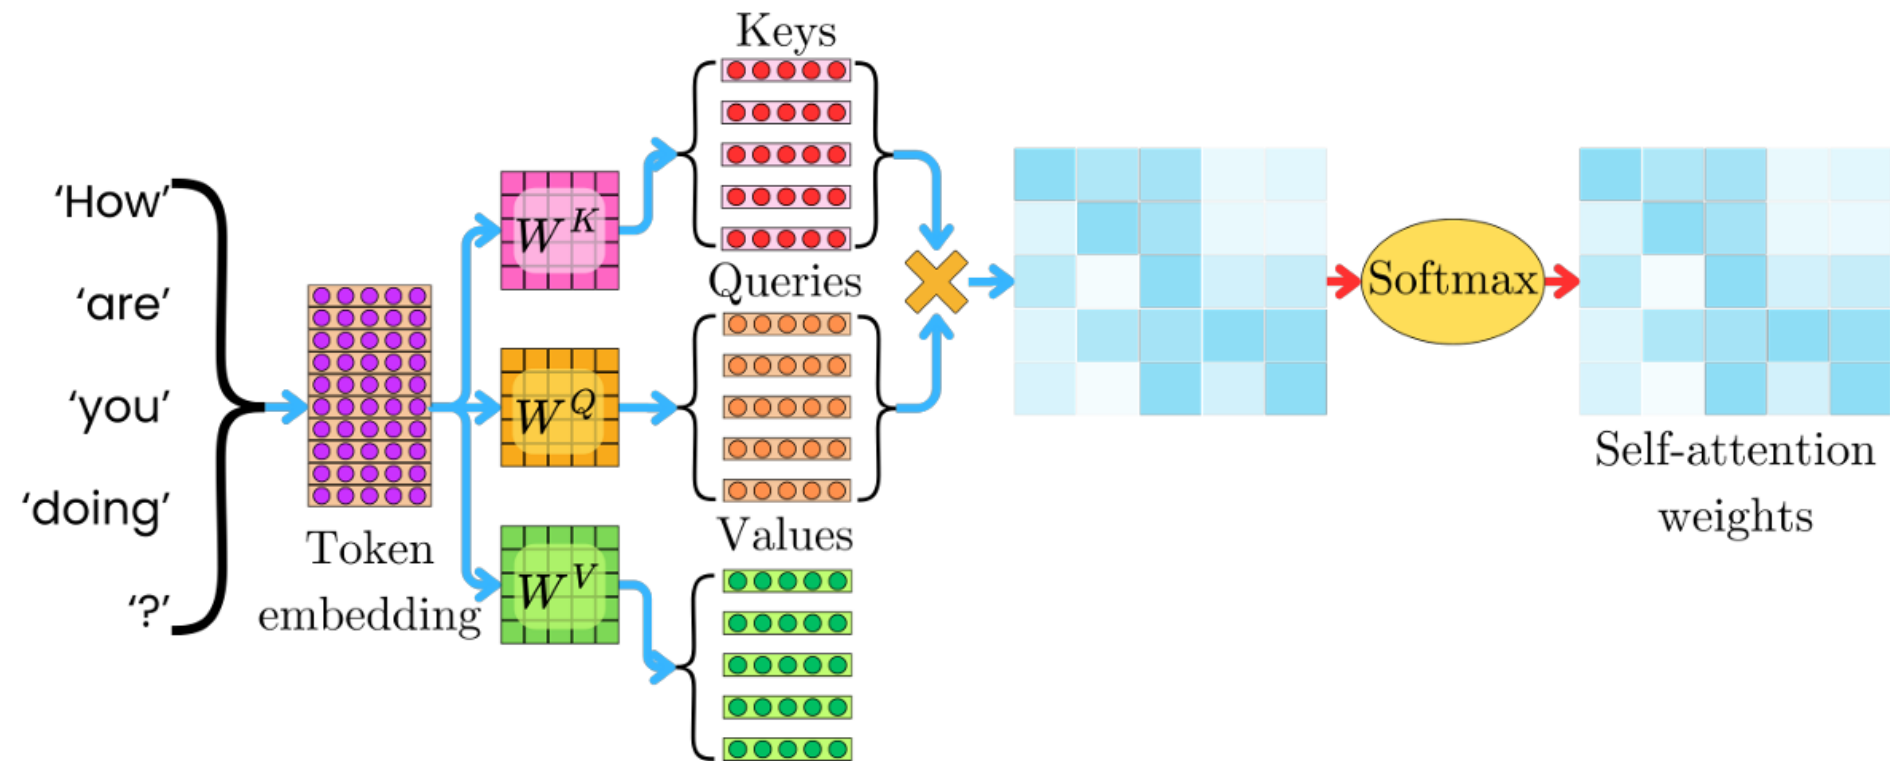 ‘How’
‘are’
‘you’
‘doing’
‘?’
Token
embedding
W^K
W^Q
W^V
Keys
Queries
Values
Softmax
Self-attention
weights